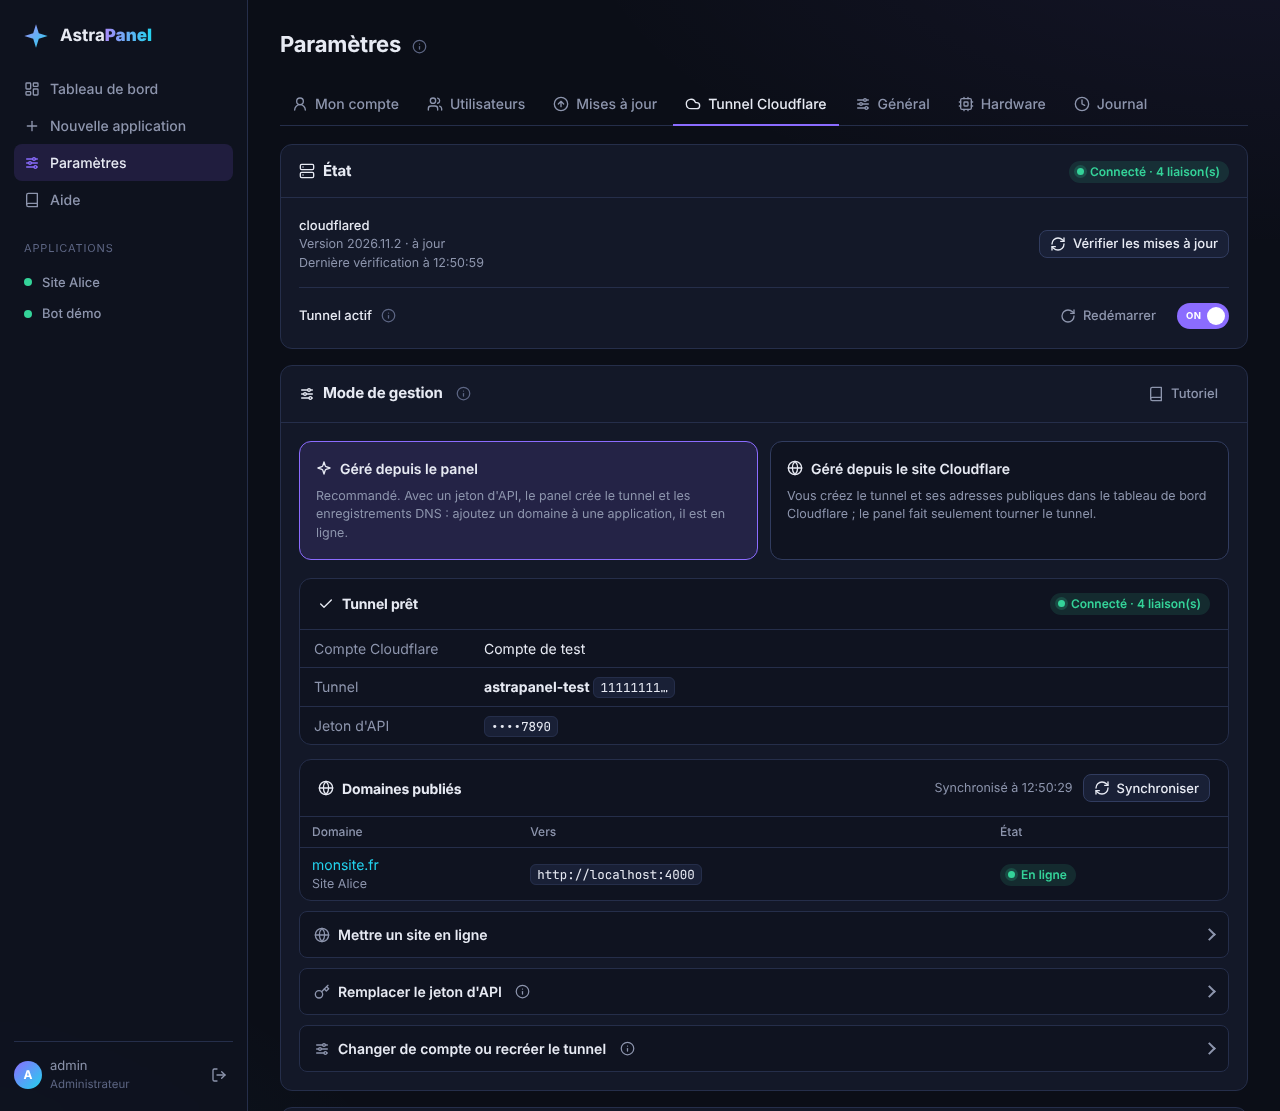 AstraPanel
Tableau de bord
Nouvelle application
Paramètres
Aide
APPLICATIONS
Site Alice
Bot démo
A
admin
Administrateur
Paramètres
Mon compte
Utilisateurs
Mises à jour
Tunnel Cloudflare
Général
Hardware
Journal
État
Connecté · 4 liaison(s)
cloudflared
Version 2026.11.2 · à jour
Dernière vérification à 12:50:59
Vérifier les mises à jour
Tunnel actif
Redémarrer
ON
Mode de gestion
Tutoriel
Géré depuis le panel
Recommandé. Avec un jeton d'API, le panel crée le tunnel et les
enregistrements DNS : ajoutez un domaine à une application, il est en
ligne.
Géré depuis le site Cloudflare
Vous créez le tunnel et ses adresses publiques dans le tableau de bord
Cloudflare ; le panel fait seulement tourner le tunnel.
Tunnel prêt
Connecté · 4 liaison(s)
Compte Cloudflare Compte de test
Tunnel astrapanel-test 11111111…
Jeton d'API ••••7890
Domaines publiés
Synchronisé à 12:50:29
Synchroniser
Domaine Vers État
monsite.fr
Site Alice
http://localhost:4000
En ligne
Mettre un site en ligne
Remplacer le jeton d'API
Changer de compte ou recréer le tunnel